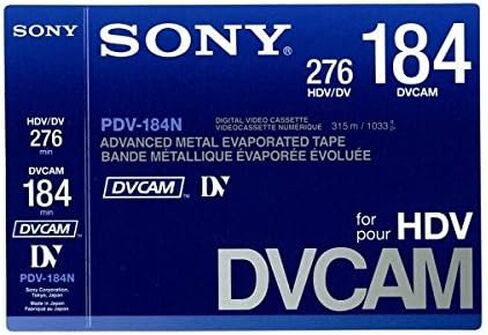 SONY
HDV/DV
276
min
DVCAM
184
min
DVCAM
DV
PDV-184N
Sony Corporation,
Tokyo, Japan
Made in Japan
Fabriqué au Japon
SONY®
276
HDV/DV
184
DVCAM
PDV-184N
DIGITAL VIDEO CASSETTE
VIDÉOCASSETTE NUMÉRIQUE
315 m / 1033
ADVANCED METAL EVAPORATED TAPE
BANDE MÉTALLIQUE ÉVAPORÉE ÉVOLUÉE
DVCAM™ DV
for
pour HDV
DVCAM